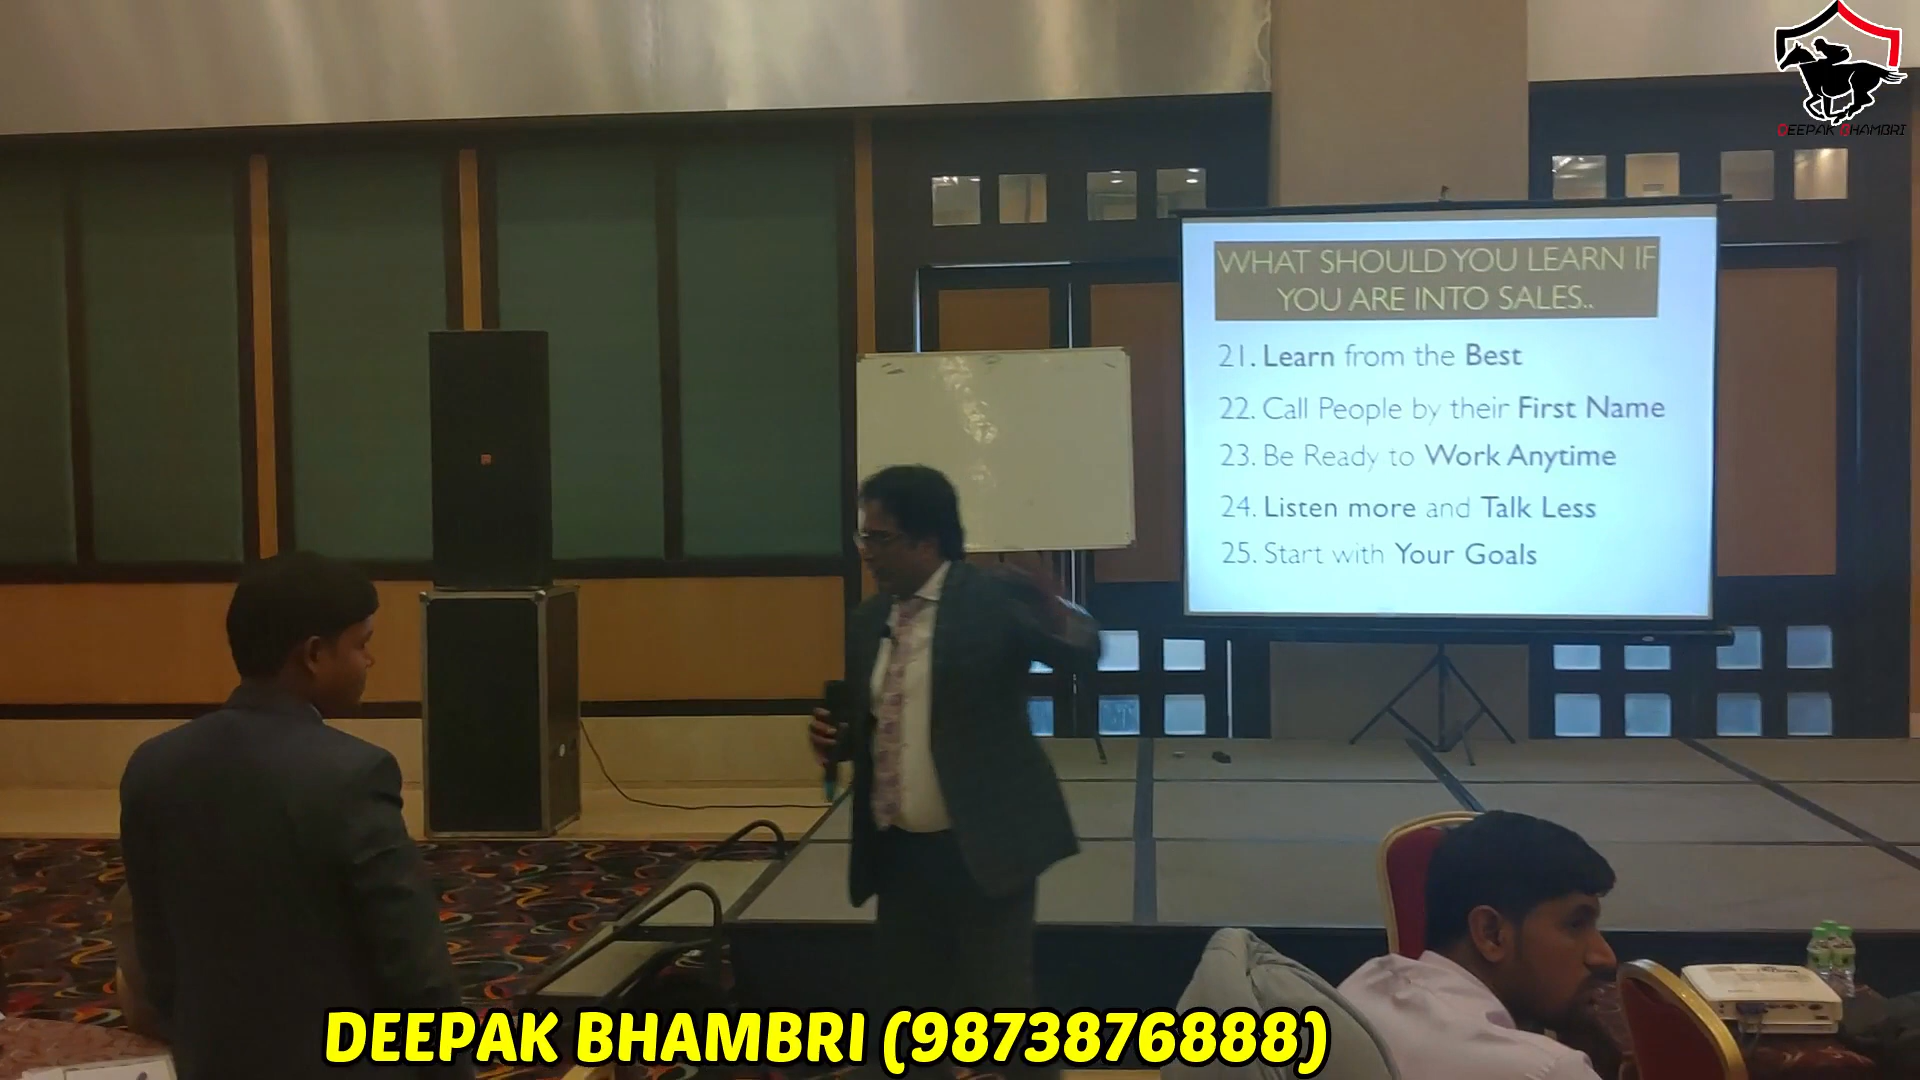 DEEPAK BHAMBRI
WHAT SHOULD YOU LEARN IF
YOU ARE INTO SALES..
21. Learn from the Best
22. Call People by their First Name
23. Be Ready to Work Anytime
24. Listen more and Talk Less
25. Start with Your Goals
DEEPAK BHAMBRI (9873876888)